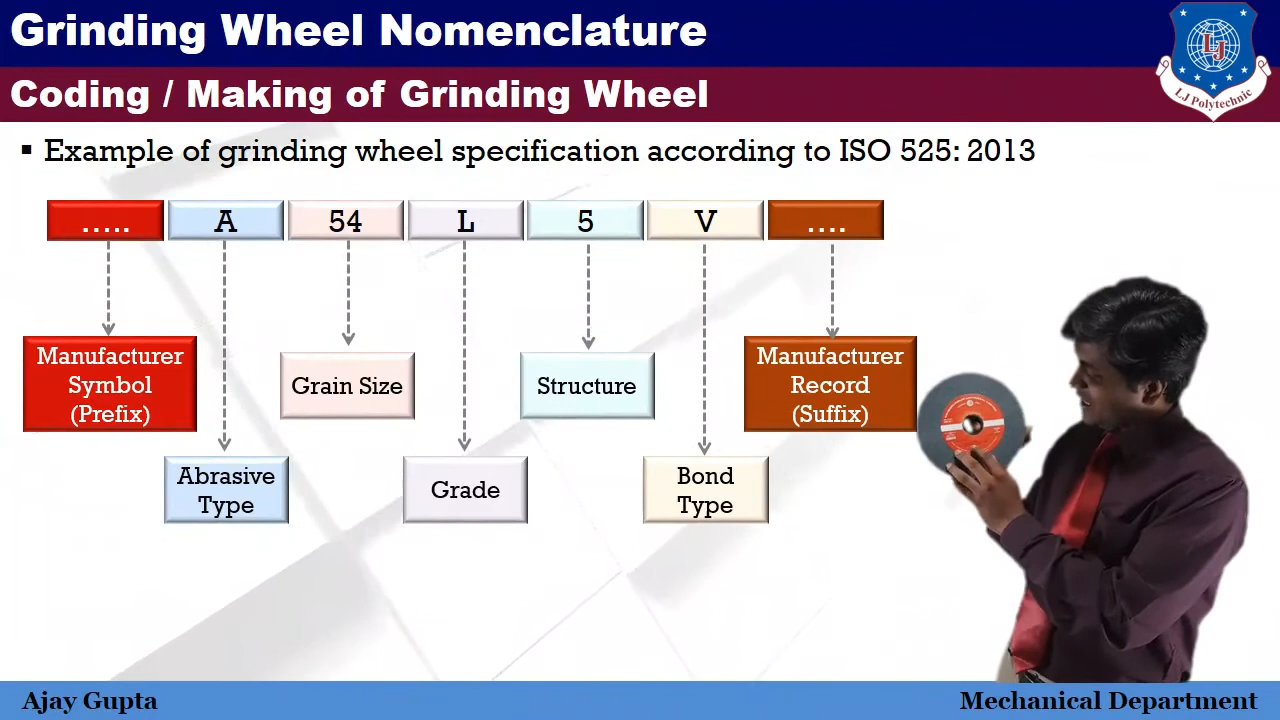 Grinding Wheel Nomenclature
Coding / Making of Grinding Wheel
LJ
LJ Polytechnic
▪ Example of grinding wheel specification according to ISO 525: 2013
..... A 54 L 5 V ....
Manufacturer
Symbol
(Prefix)
Grain Size
Structure
Manufacturer
Record
(Suffix)
Abrasive
Type
Grade
Bond
Type
Ajay Gupta
Mechanical Department